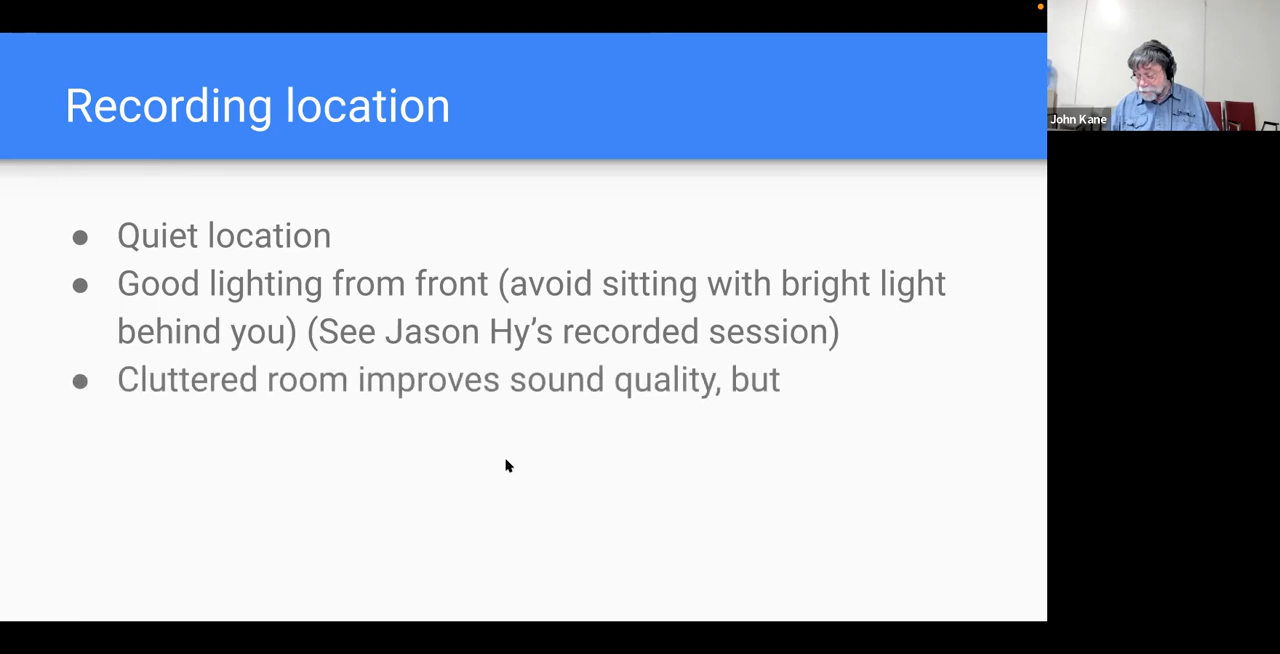 Recording location
● Quiet location
● Good lighting from front (avoid sitting with bright light
behind you) (See Jason Hy’s recorded session)
● Cluttered room improves sound quality, but
John Kane